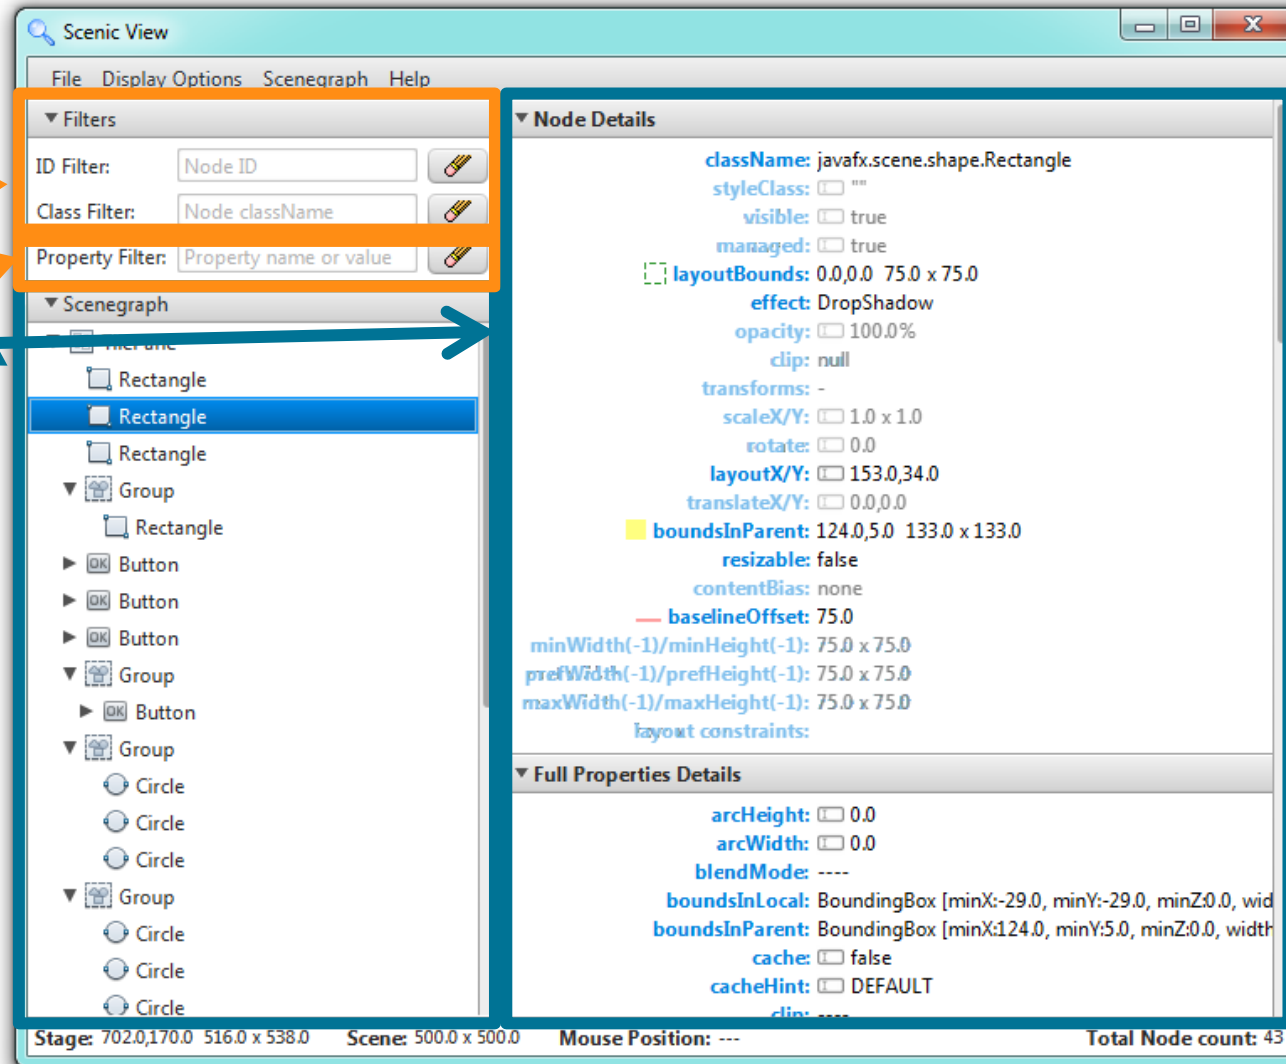 Scenic View
File Display Options Scenegraph Help
Filters
ID Filter: Node ID
Class Filter: Node className
Property Filter: Property name or value
Scenegraph
Rectangle
Rectangle
Rectangle
Group
Rectangle
OK Button
OK Button
OK Button
Group
OK Button
Group
Circle
Circle
Circle
Group
Circle
Circle
Circle
Node Details
className: javafx.scene.shape.Rectangle
styleClass: ""
visible: true
managed: true
layoutBounds: 0.0,0.0 75.0 x 75.0
effect: DropShadow
opacity: 100.0%
clip: null
transforms: -
scaleX/Y: 1.0 x 1.0
rotate: 0.0
layoutX/Y: 153.0,34.0
translateX/Y: 0.0,0.0
boundsInParent: 124.0,5.0 133.0 x 133.0
resizable: false
contentBias: none
baselineOffset: 75.0
minWidth(-1)/minHeight(-1): 75.0 x 75.0
prefWidth(-1)/prefHeight(-1): 75.0 x 75.0
maxWidth(-1)/maxHeight(-1): 75.0 x 75.0
layout constraints:
Full Properties Details
arcHeight: 0.0
arcWidth: 0.0
blendMode: ----
boundsInLocal: BoundingBox [minX:-29.0, minY:-29.0, minZ:0.0, wid
boundsInParent: BoundingBox [minX:124.0, minY:5.0, minZ:0.0, width
cache: false
cacheHint: DEFAULT
clip: ----
Stage: 702.0,170.0 516.0 x 538.0 Scene: 500.0 x 500.0 Mouse Position: --- Total Node count: 43